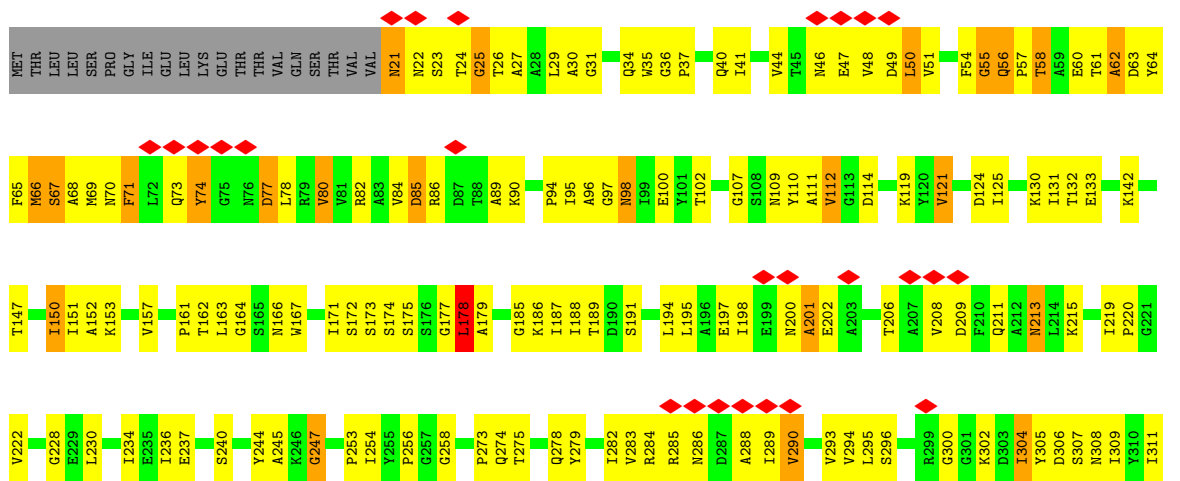 MET THR LEU LEU SER PRO GLY ILE GLU LEU LYS GLU THR THR VAL GLN SER THR VAL VAL N21 N22 S23 T24 G25 T26 A27 A28 L29 A30 G31 Q34 W35 G36 P37 Q40 I41 V44 T45 N46 E47 V48 D49 L50 V51 F54 G55 Q56 P57 T58 A59 E60 T61 A62 D63 Y64
F65 M66 S67 A68 M69 N70 F71 L72 Q73 Y74 G75 N76 D77 L78 R79 V80 V81 R82 A83 V84 D85 R86 D87 T88 A89 K90 P94 I95 A96 G97 N98 I99 E100 Y101 T102 G107 S108 N109 Y110 A111 V112 G113 D114 K119 Y120 V121 D124 I125 K130 I131 T132 E133 K142
T147 I150 I151 A152 K153 V157 P161 T162 L163 G164 S165 N166 W167 I171 S172 S173 S174 S175 S176 G177 L178 A179 G185 K186 I187 I188 T189 D190 S191 L194 L195 A196 E197 I198 E199 N200 A201 E202 A203 T206 A207 V208 D209 F210 Q211 A212 N213 L214 K215 I219 P220 G221
V222 G228 E229 L230 I234 E235 I236 E237 S240 Y244 A245 K246 G247 P253 I254 Y255 P256 G257 G258 P273 Q274 T275 Q278 Y279 I282 V283 R284 R285 N286 D287 A288 I289 V290 V293 V294 L295 S296 R299 G300 G301 K302 D303 I304 Y305 D306 S307 N308 I309 Y310 I311